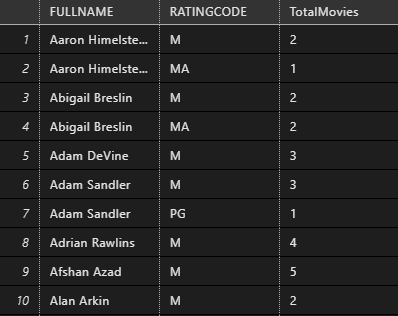 FULLNAME RATINGCODE TotalMovies
1 Aaron Himelste... M 2
2 Aaron Himelste... MA 1
3 Abigail Breslin M 2
4 Abigail Breslin MA 2
5 Adam DeVine M 3
6 Adam Sandler M 3
7 Adam Sandler PG 1
8 Adrian Rawlins M 4
9 Afshan Azad M 5
10 Alan Arkin M 2